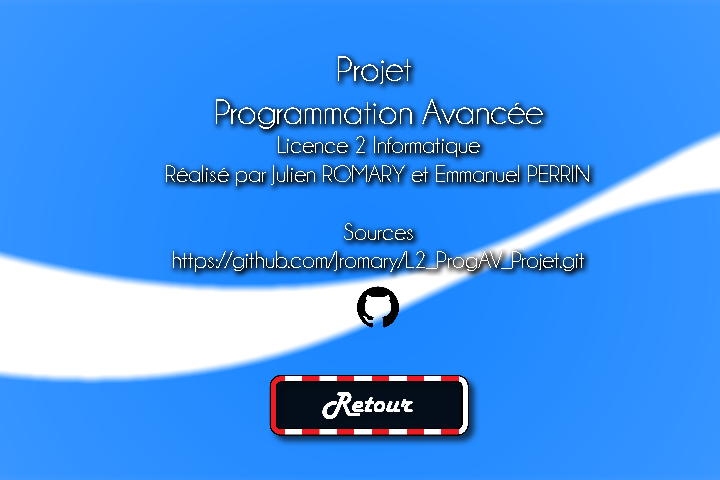 Projet
Programmation Avancée
Licence 2 Informatique
Réalisé par Julien ROMARY et Emmanuel PERRIN
Sources
https://github.com/Jromary/L2_ProgAV_Projet.git
Retour